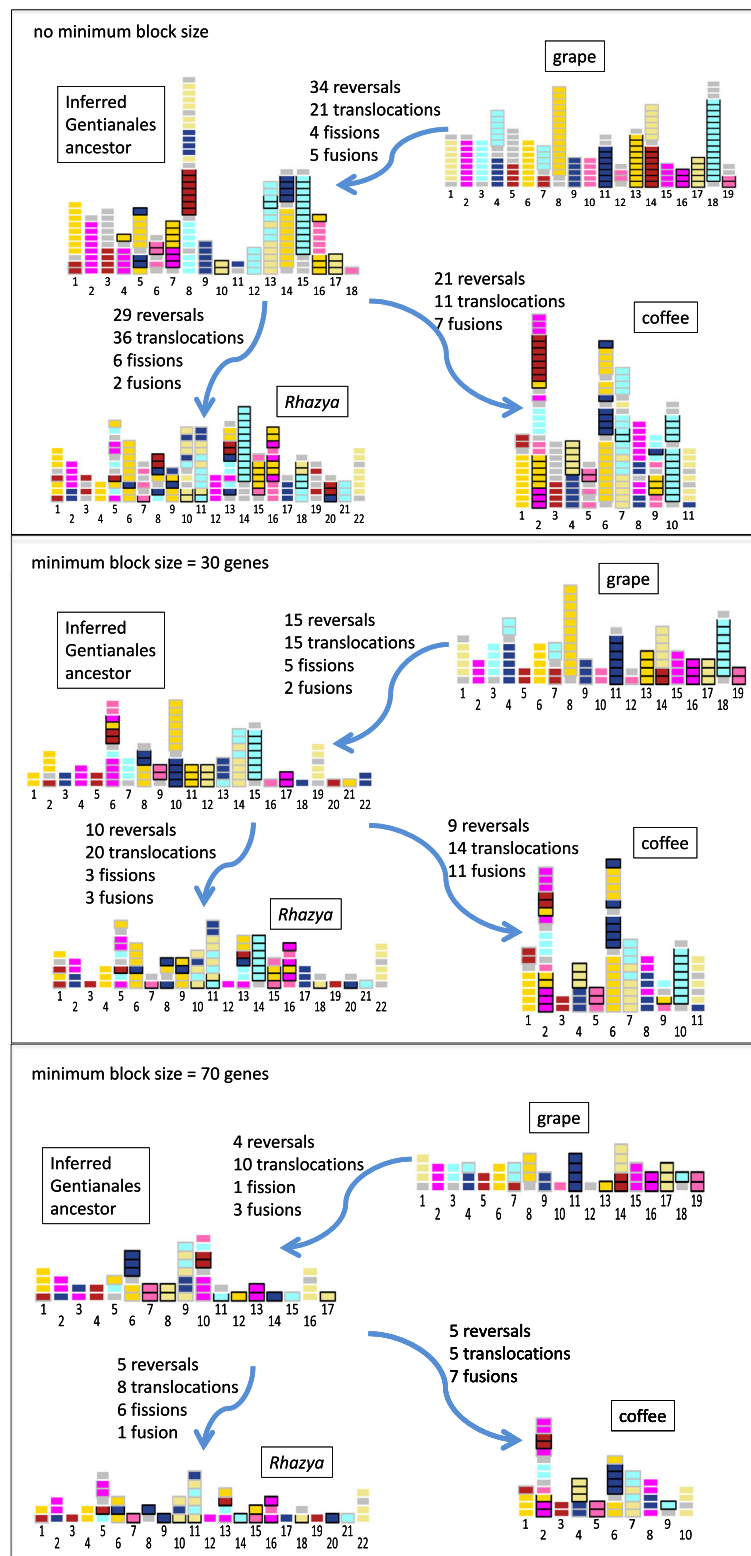 no minimum block size
grape
Inferred
Gentianales
ancestor
34 reversals
21 translocations
4 fissions
5 fusions
1 2 3 4 5 6 7 8 9 10 11 12 13 14 15 16 17 18 19
1 2 3 4 5 6 7 8 9 10 11 12 13 14 15 16 17 18
29 reversals
36 translocations
6 fissions
2 fusions
21 reversals
11 translocations
7 fusions
coffee
Rhazya
1 2 3 4 5 6 7 8 9 10 11 12 13 14 15 16 17 18 19 20 21 22
1 2 3 4 5 6 7 8 9 10 11
minimum block size = 30 genes
grape
Inferred
Gentianales
ancestor
15 reversals
15 translocations
5 fissions
2 fusions
1 2 3 4 5 6 7 8 9 10 11 12 13 14 15 16 17 18 19
1 2 3 4 5 6 7 8 9 10 11 12 13 14 15 16 17 18 19 20 21 22
10 reversals
20 translocations
3 fissions
3 fusions
9 reversals
14 translocations
11 fusions
coffee
Rhazya
1 2 3 4 5 6 7 8 9 10 11 12 13 14 15 16 17 18 19 20 21 22
1 2 3 4 5 6 7 8 9 10 11
minimum block size = 70 genes
grape
Inferred
Gentianales
ancestor
4 reversals
10 translocations
1 fission
3 fusions
1 2 3 4 5 6 7 8 9 10 11 12 13 14 15 16 17 18 19
1 2 3 4 5 6 7 8 9 10 11 12 13 14 15 16 17
5 reversals
8 translocations
6 fissions
1 fusion
5 reversals
5 translocations
7 fusions
coffee
Rhazya
1 2 3 4 5 6 7 8 9 10 11 12 13 14 15 16 17 18 19 20 21 22
1 2 3 4 5 6 7 8 9 10